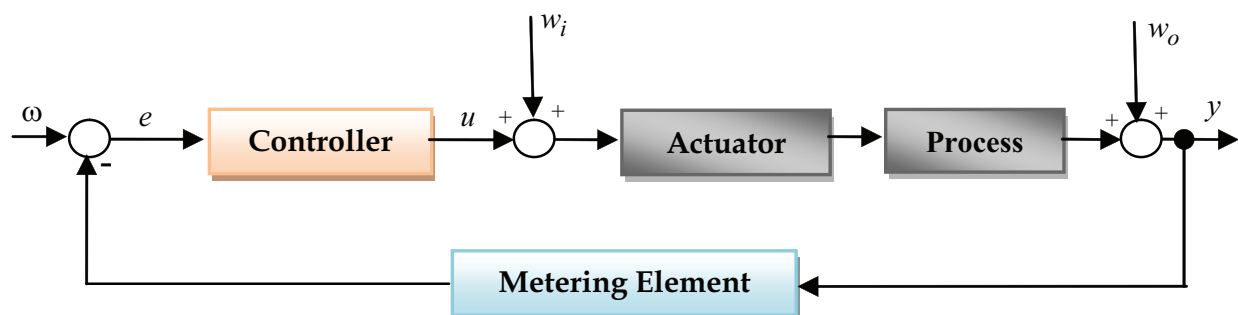 w_i
w_o
ω
e
Controller
u
+
+
Actuator
Process
+
+
y
-
Metering Element